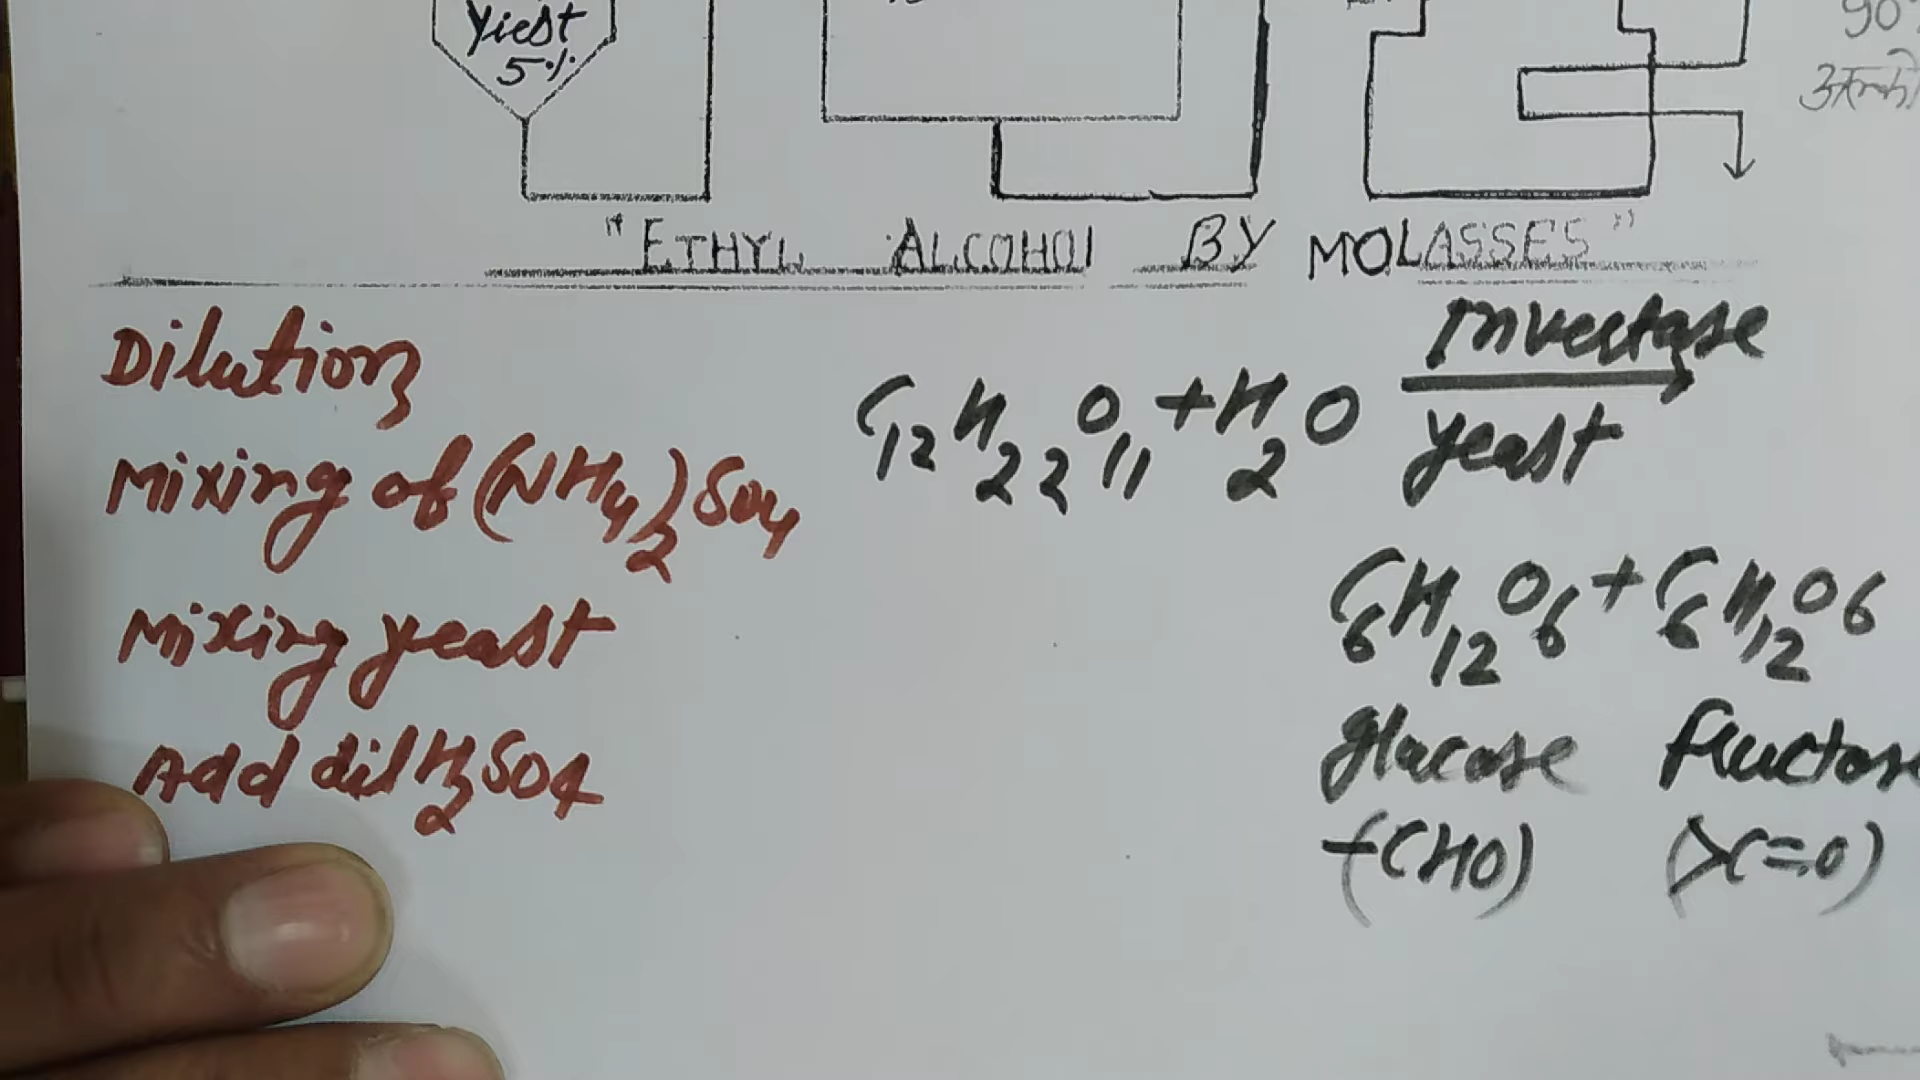 Yiest
5%
90%
"ETHYL ALCOHOl BY MOLASSES"
Dilution
Mixing of (NH4)2SO4
Mixing yeast
Add dil H2SO4
C12H22O11+H2O Invertase
yeast
C6H12O6+C6H12O6
glucose fructose
(-CHO) (>C=O)